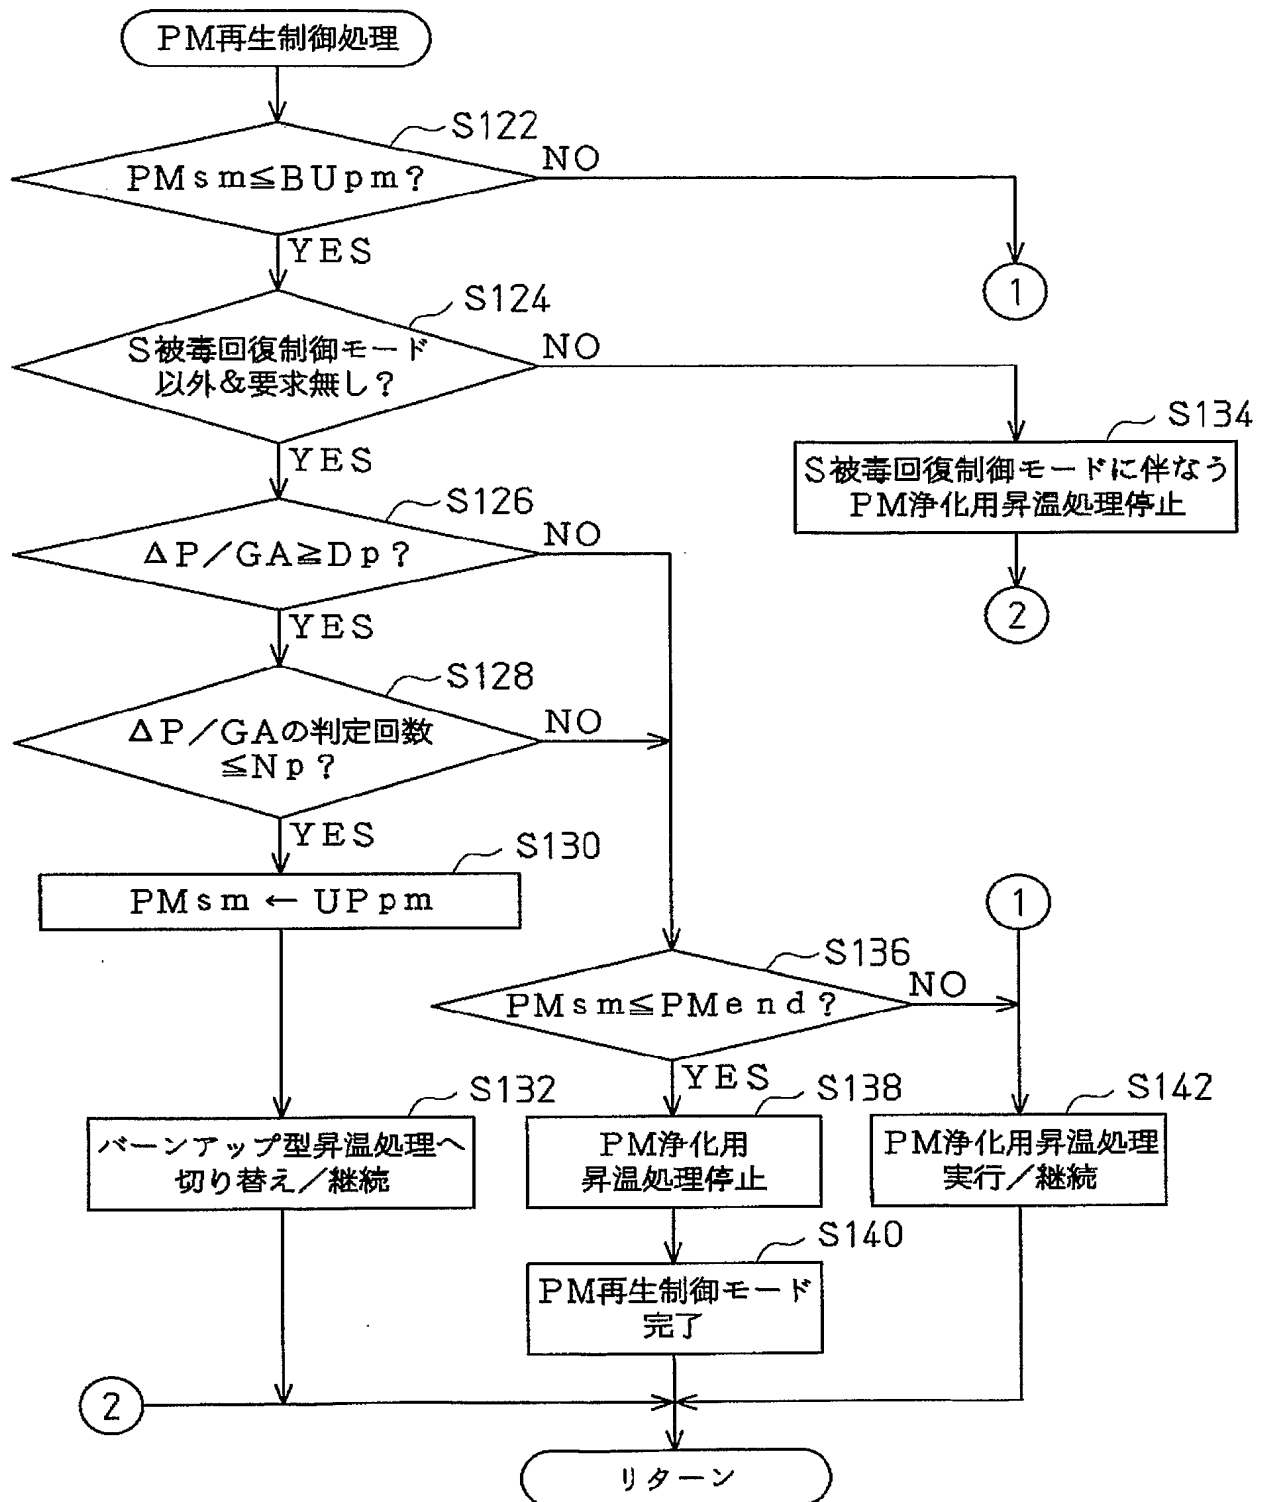 PM再生制御処理
S122
PMsm≦BUpm?
NO
YES
1
S124
S被毒回復制御モード
以外&要求無し?
NO
YES
S134
S被毒回復制御モードに伴なう
PM浄化用昇温処理停止
2
S126
ΔP/GA≧Dp?
NO
YES
S128
ΔP/GAの判定回数
≦Np?
NO
YES
S130
PMsm←UPpm
1
S136
PMsm≦PMend?
NO
YES
S132
バーンアップ型昇温処理へ
切り替え/継続
S138
PM浄化用
昇温処理停止
S142
PM浄化用昇温処理
実行/継続
S140
PM再生制御モード
完了
2
リターン